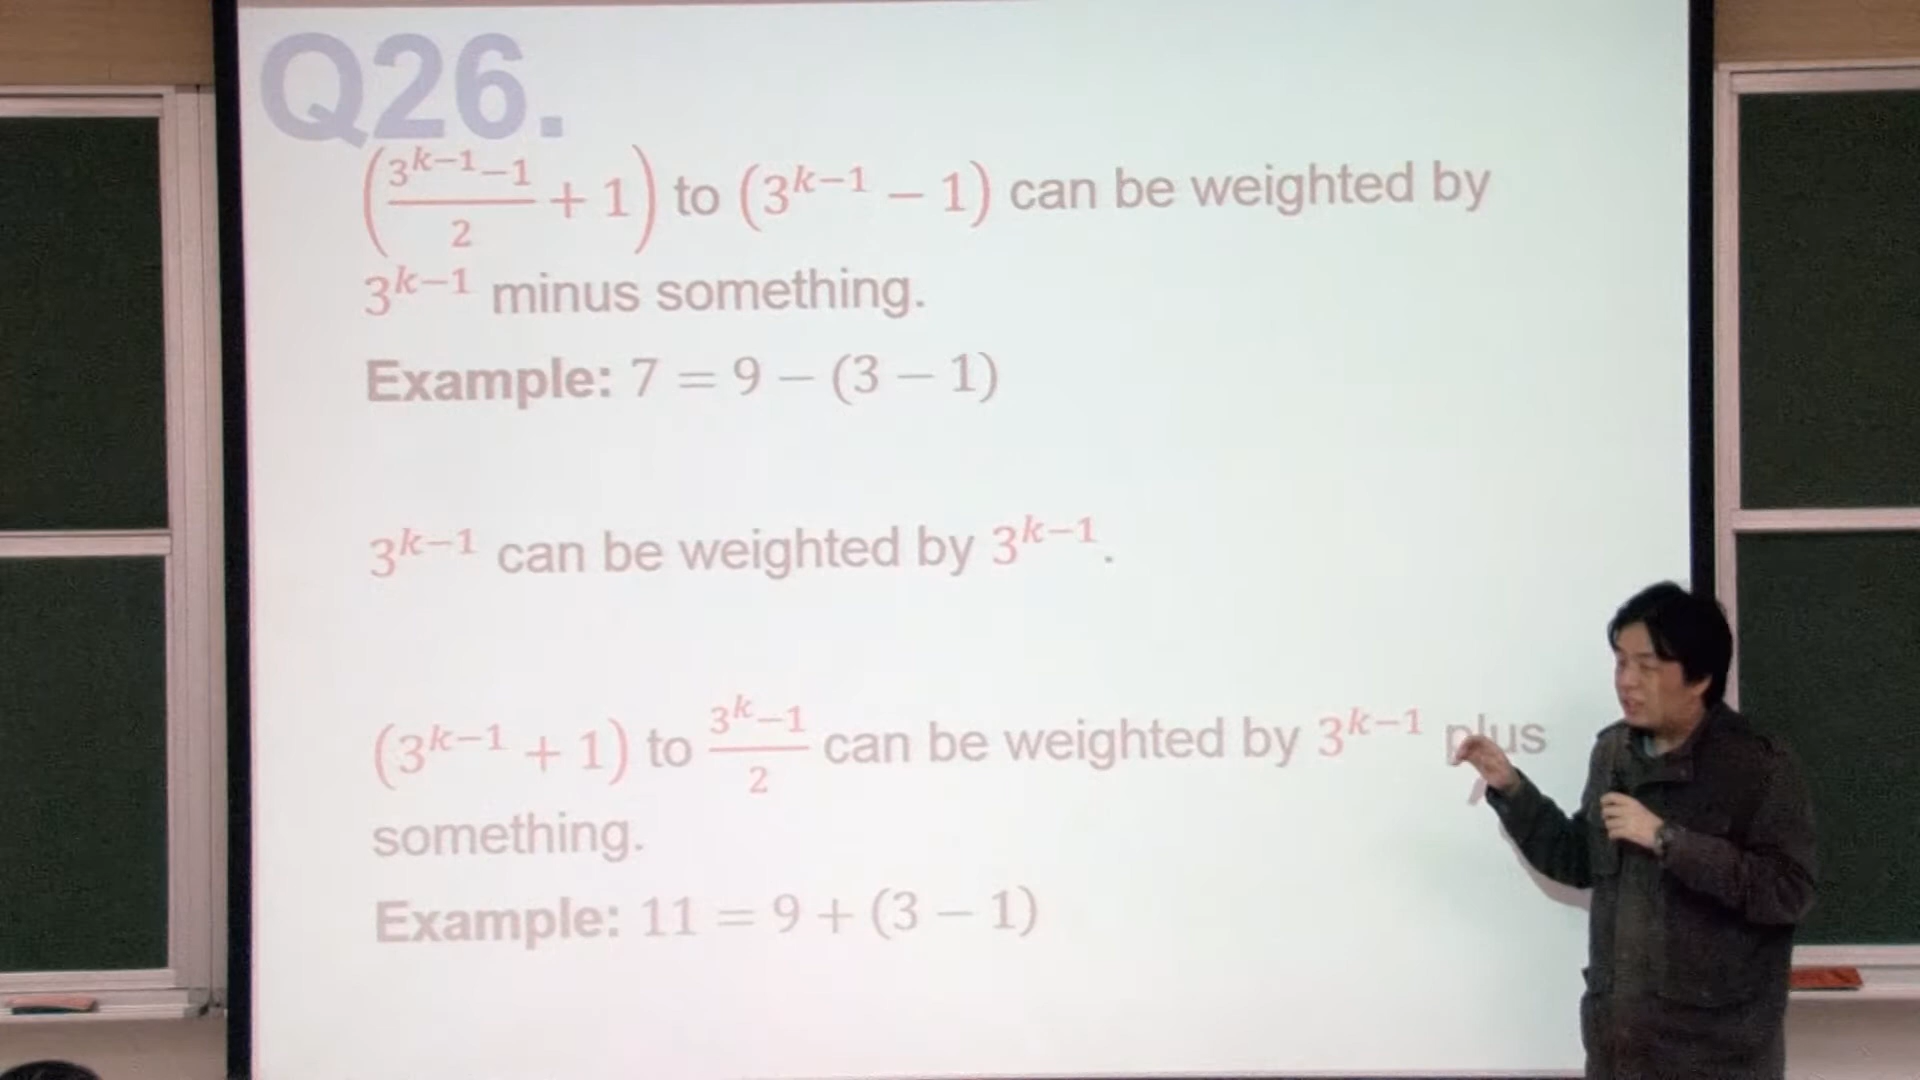 Q26.
(\frac{3^{k-1}-1}{2} + 1) to (3^{k-1} - 1) can be weighted by
3^{k-1} minus something.
Example: 7 = 9 - (3 - 1)
3^{k-1} can be weighted by 3^{k-1}.
(3^{k-1} + 1) to \frac{3^k-1}{2} can be weighted by 3^{k-1} plus
something.
Example: 11 = 9 + (3 - 1)